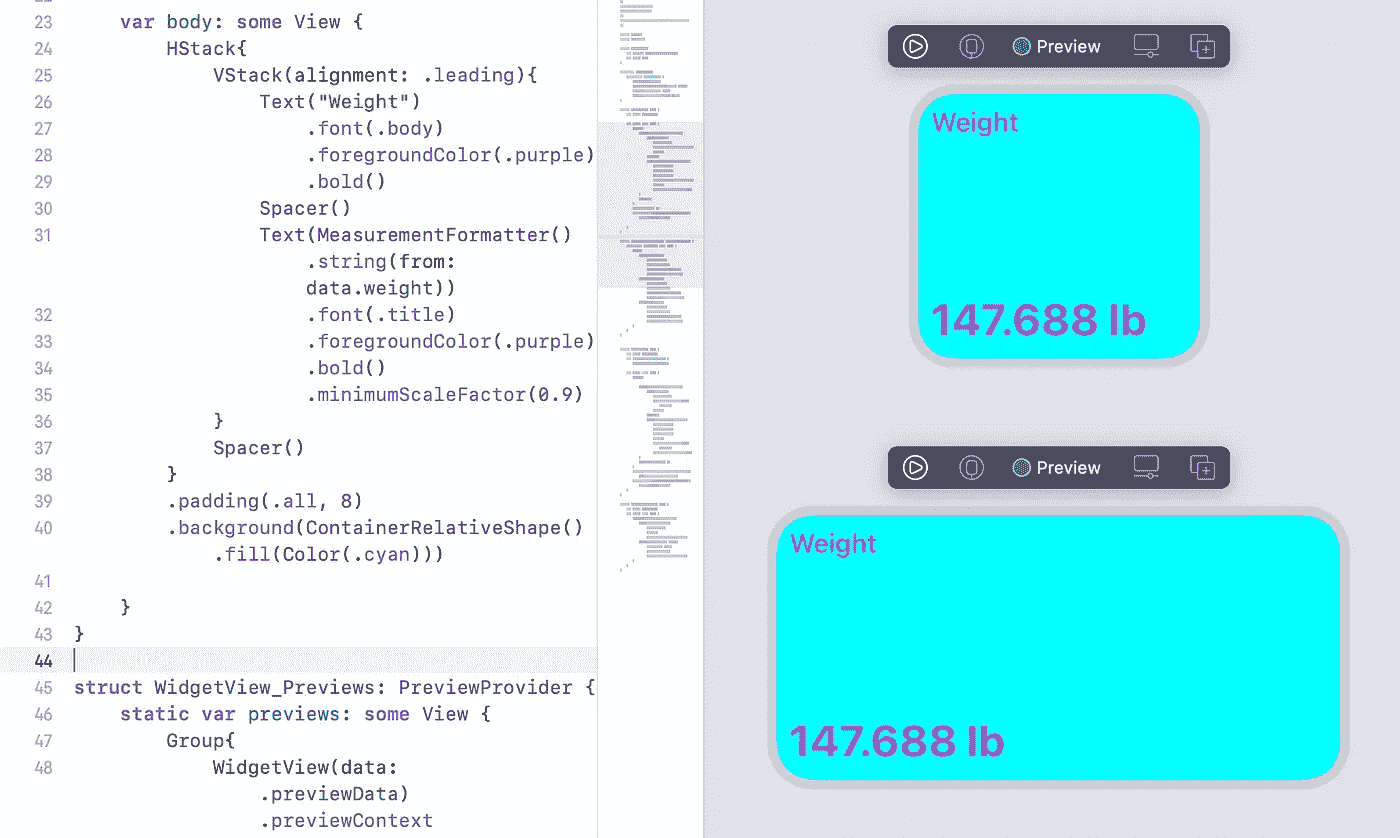 23 var body: some View {
24 HStack{
25 VStack(alignment: .leading){
26 Text("Weight")
27 .font(.body)
28 .foregroundColor(.purple)
29 .bold()
30 Spacer()
31 Text(MeasurementFormatter()
.string(from:
data.weight))
32 .font(.title)
33 .foregroundColor(.purple)
34 .bold()
35 .minimumScaleFactor(0.9)
36 }
37 Spacer()
38 }
39 .padding(.all, 8)
40 .background(ContainerRelativeShape()
.fill(Color(.cyan)))
41
42 }
43 }
44
45 struct WidgetView_Previews: PreviewProvider {
46 static var previews: some View {
47 Group{
48 WidgetView(data:
.previewData)
.previewContext
Preview
Weight
147.688 lb
Preview
Weight
147.688 lb